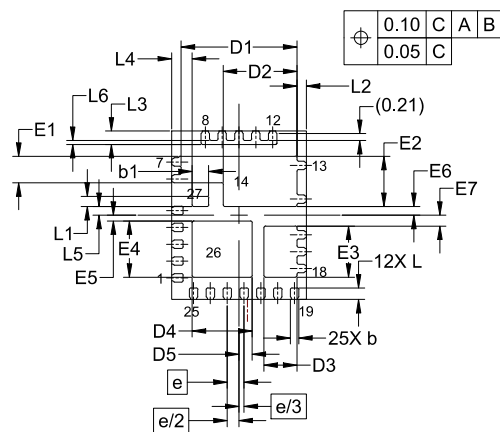 0.10 C A B
0.05 C
D1
L4
D2
L2
L6
L3
8
12
(0.21)
E1
7
b1
14
13
E2
27
E6
E7
L1
L5
E4
E5
26
1
E3
18
12X L
25
19
D4
25X b
D5
D3
e
e/3
e/2